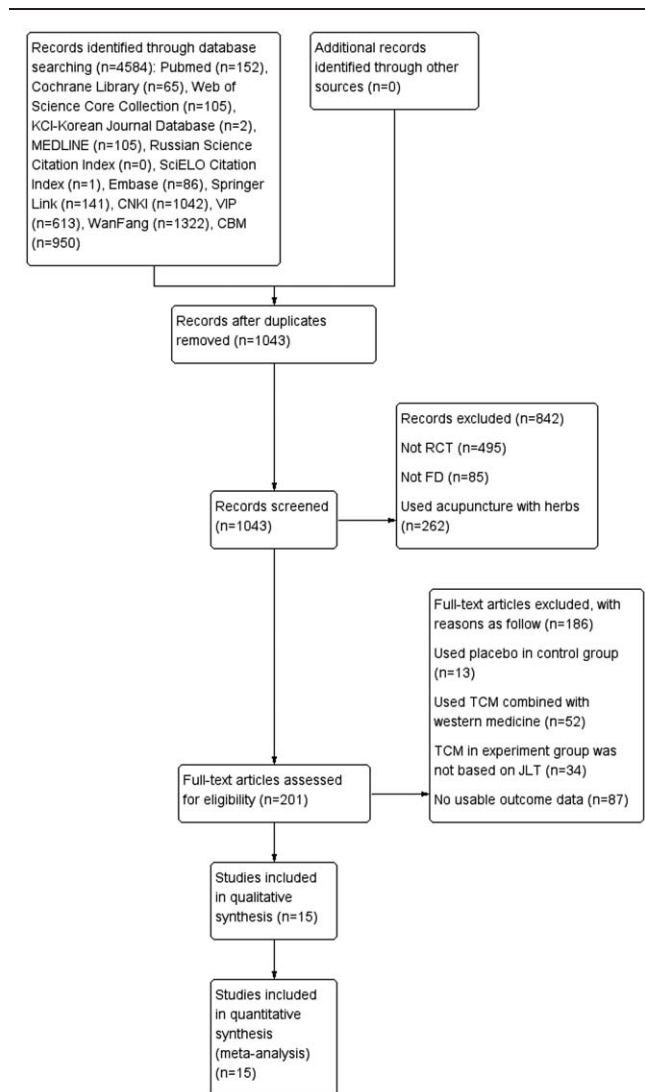 Records identified through database
searching (n=4584): Pubmed (n=152),
Cochrane Library (n=65), Web of
Science Core Collection (n=105),
KCI-Korean Journal Database (n=2),
MEDLINE (n=105), Russian Science
Citation Index (n=0), SciELO Citation
Index (n=1), Embase (n=86), Springer
Link (n=141), CNKI (n=1042), VIP
(n=613), WanFang (n=1322), CBM
(n=950)
Additional records
identified through other
sources (n=0)
Records after duplicates
removed (n=1043)
Records screened
(n=1043)
Records excluded (n=842)
Not RCT (n=495)
Not FD (n=85)
Used acupuncture with herbs
(n=262)
Full-text articles assessed
for eligibility (n=201)
Full-text articles excluded, with
reasons as follow (n=186)
Used placebo in control group
(n=13)
Used TCM combined with
western medicine (n=52)
TCM in experiment group was
not based on JLT (n=34)
No usable outcome data (n=87)
Studies included
in qualitative
synthesis (n=15)
Studies included
in quantitative
synthesis
(meta-analysis)
(n=15)